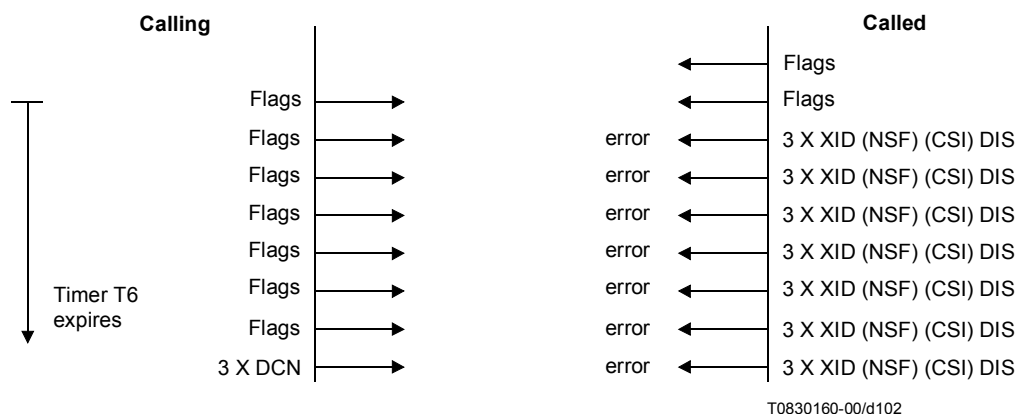 Calling Called
Flags
Flags Flags
Flags error 3 X XID (NSF) (CSI) DIS
Flags error 3 X XID (NSF) (CSI) DIS
Flags error 3 X XID (NSF) (CSI) DIS
Flags error 3 X XID (NSF) (CSI) DIS
Timer T6
expires
Flags error 3 X XID (NSF) (CSI) DIS
Flags error 3 X XID (NSF) (CSI) DIS
3 X DCN error 3 X XID (NSF) (CSI) DIS
T0830160-00/d102